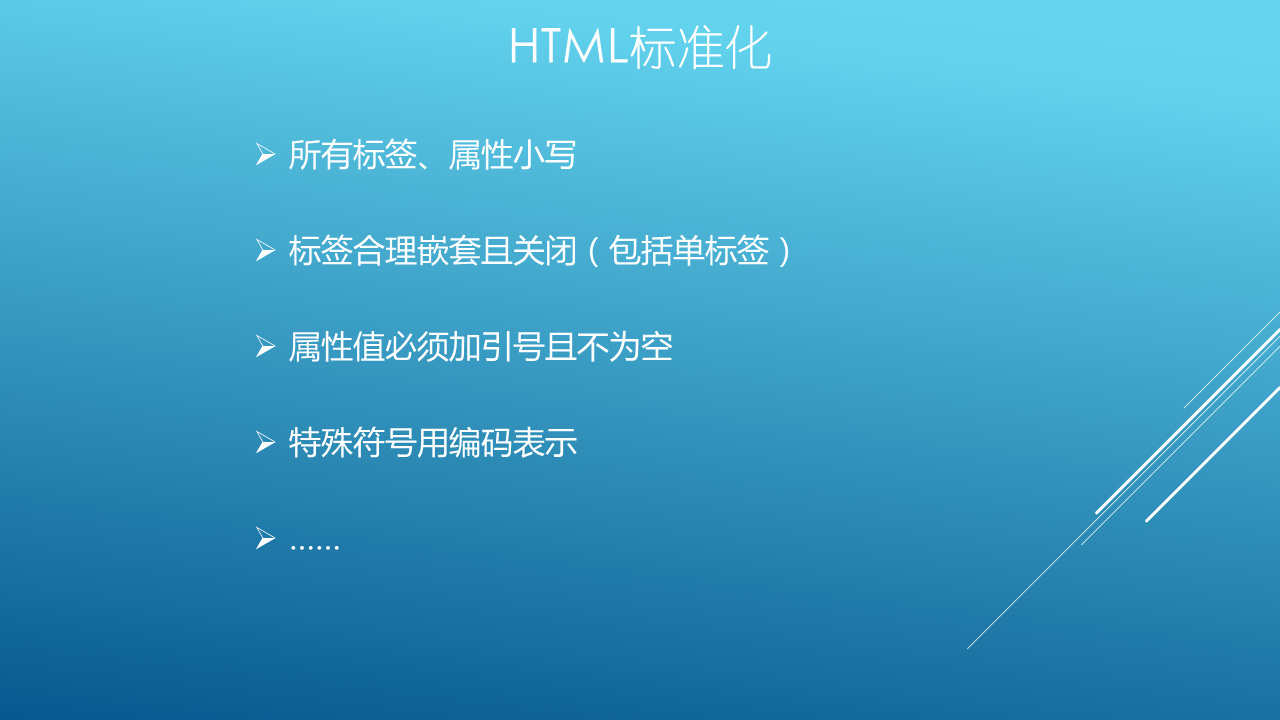 HTML标准化
所有标签、属性小写
标签合理嵌套且关闭（包括单标签）
属性值必须加引号且不为空
特殊符号用编码表示
……